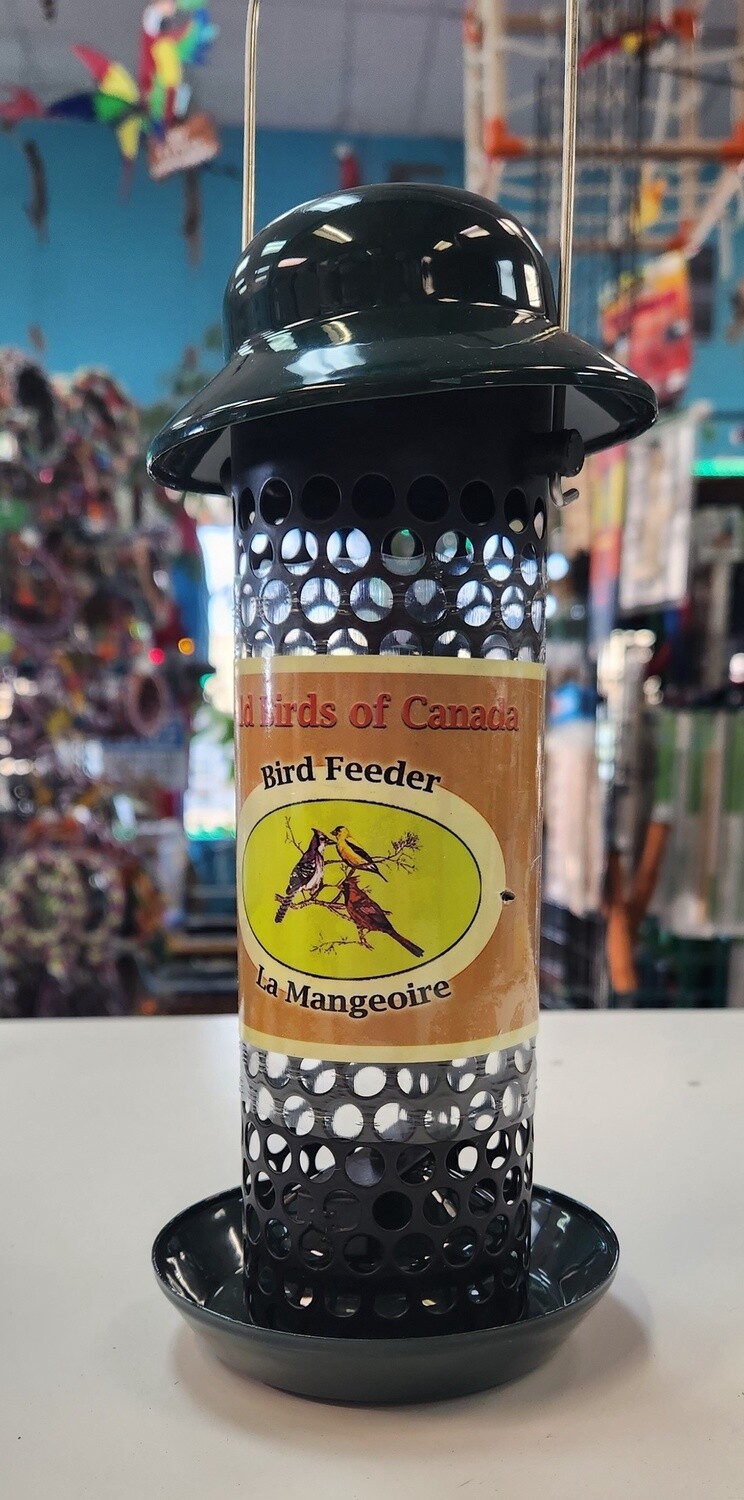 ld Birds of Canada
Bird Feeder
La Mangeoire